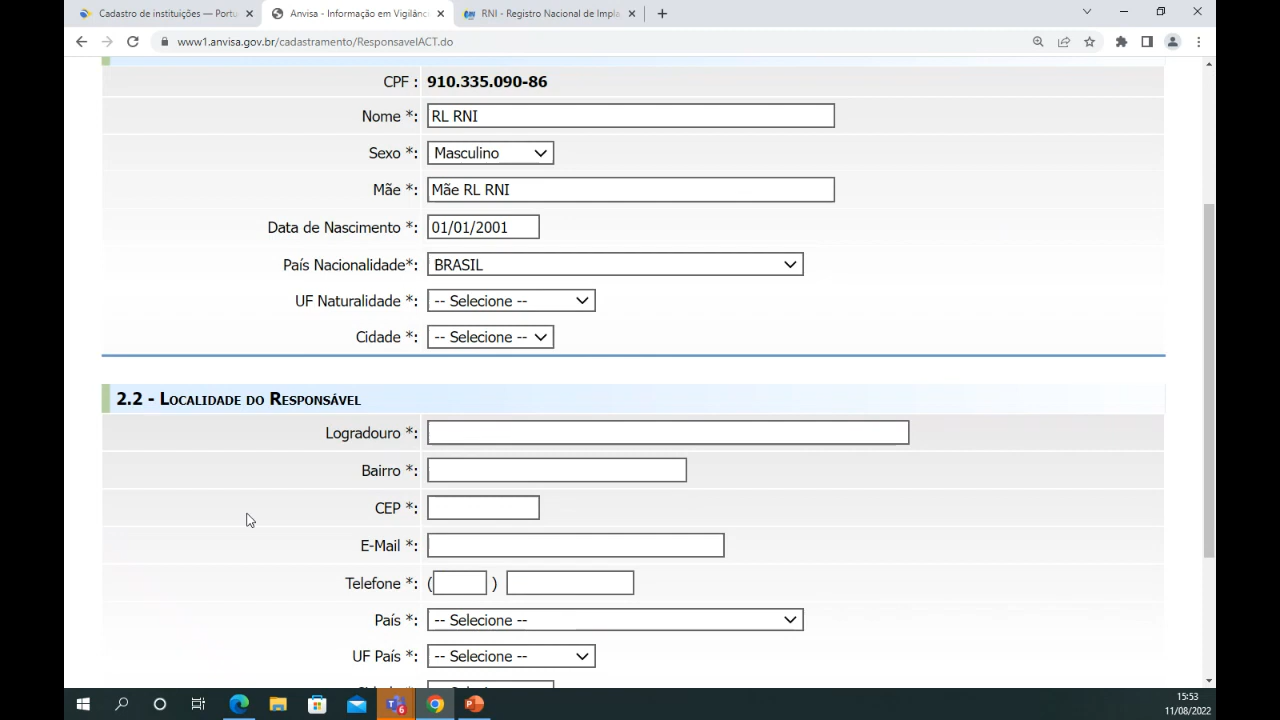 Cadastro de instituições — Portu
Anvisa - Informação em Vigilânci
RNI - Registro Nacional de Impla
www1.anvisa.gov.br/cadastramento/ResponsavelACT.do
CPF : 910.335.090-86
Nome *: RL RNI
Sexo *: Masculino
Mãe *: Mãe RL RNI
Data de Nascimento *: 01/01/2001
País Nacionalidade*: BRASIL
UF Naturalidade *: -- Selecione --
Cidade *: -- Selecione --
2.2 - Localidade do Responsável
Logradouro *:
Bairro *:
CEP *:
E-Mail *:
Telefone *: ( )
País *: -- Selecione --
UF País *: -- Selecione --
6
15:53
11/08/2022